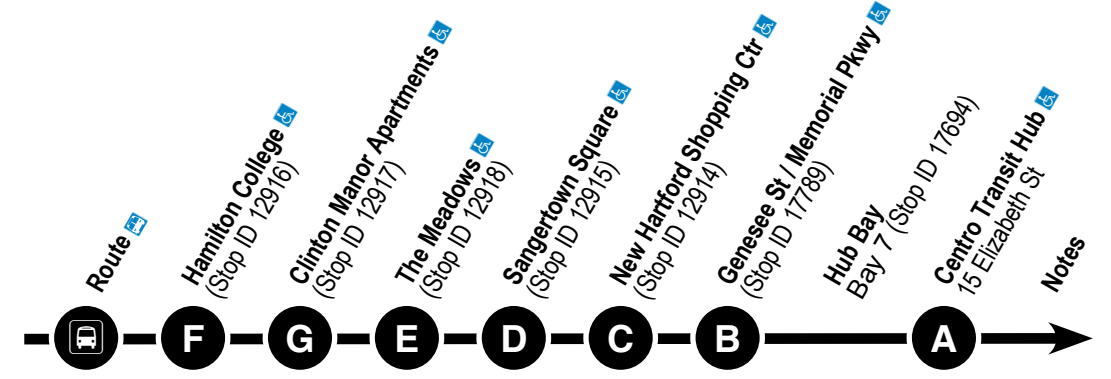 Route
Hamilton College
(Stop ID 12916)
Clinton Manor Apartments
(Stop ID 12917)
The Meadows
(Stop ID 12918)
Sangertown Square
(Stop ID 12915)
New Hartford Shopping Ctr
(Stop ID 12914)
Genesee St / Memorial Pkwy
(Stop ID 17789)
Hub Bay
Bay 7 (Stop ID 17694)
Centro Transit Hub
15 Elizabeth St
Notes
F
G
E
D
C
B
A